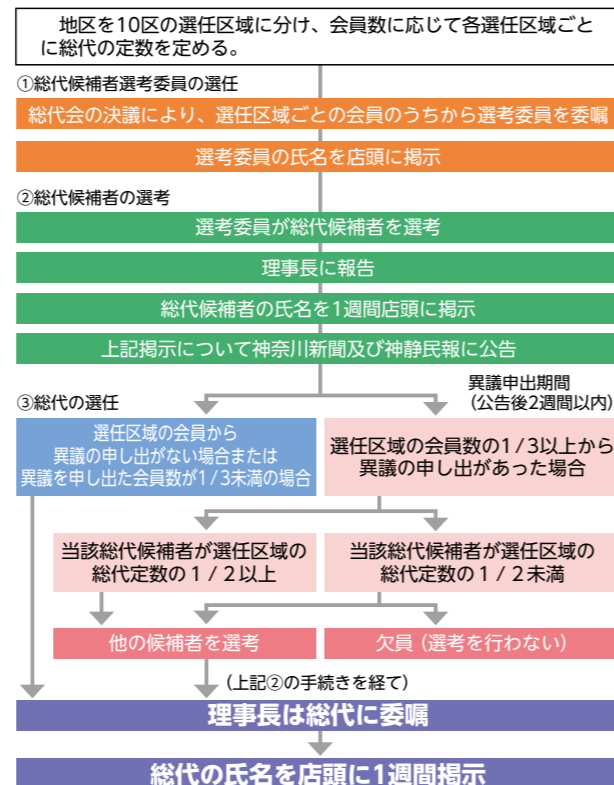 地区を10区の選任区域に分け、会員数に応じて各選任区域ごと
に総代の定数を定める。
①総代候補者選考委員の選任
総代会の決議により、選任区域ごとの会員のうちから選考委員を委嘱
選考委員の氏名を店頭に掲示
②総代候補者の選考
選考委員が総代候補者を選考
理事長に報告
総代候補者の氏名を1週間店頭に掲示
上記掲示について神奈川新聞及び神静民報に公告
異議申出期間
(公告後2週間以内)
③総代の選任
選任区域の会員から
異議の申し出がない場合または
異議を申し出た会員数が1/3未満の場合
選任区域の会員数の1/3以上から
異議の申し出があった場合
当該総代候補者が選任区域の
総代定数の1/2以上
当該総代候補者が選任区域の
総代定数の1/2未満
他の候補者を選考
欠員(選考を行わない)
(上記②の手続きを経て)
理事長は総代に委嘱
総代の氏名を店頭に1週間掲示